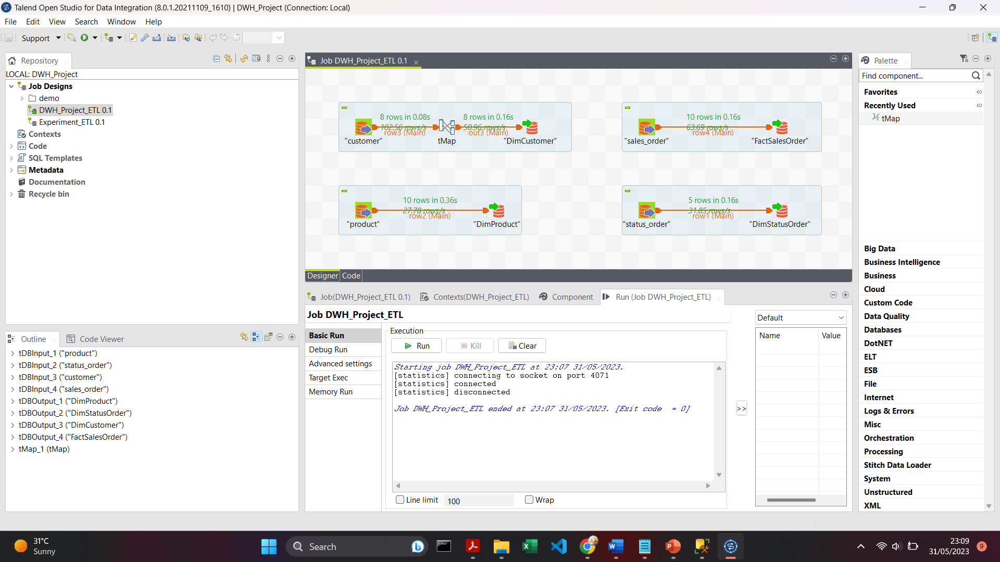 Talend Open Studio for Data Integration (8.0.1.20211109_1610) | DWH_Project (Connection: Local)
File Edit View Search Window Help
Support
Repository
LOCAL: DWH_Project
Job Designs
demo
DWH_Project_ETL 0.1
Experiment_ETL 0.1
Contexts
Code
SQL Templates
Metadata
Documentation
Recycle bin
Outline
Code Viewer
tDBInput_1 ("product")
tDBInput_2 ("status_order")
tDBInput_3 ("customer")
tDBInput_4 ("sales_order")
tDBOutput_1 ("DimProduct")
tDBOutput_2 ("DimStatusOrder")
tDBOutput_3 ("DimCustomer")
tDBOutput_4 ("FactSalesOrder")
tMap_1 (tMap)
Job DWH_Project_ETL 0.1
8 rows in 0.08s
102.56 rows/s
row3 (Main)
8 rows in 0.16s
50.96 rows/s
out3 (Main)
"customer"
tMap
"DimCustomer"
10 rows in 0.16s
63.69 rows/s
row4 (Main)
"sales_order"
"FactSalesOrder"
10 rows in 0.36s
27.78 rows/s
row2 (Main)
"product"
"DimProduct"
5 rows in 0.16s
31.85 rows/s
row1 (Main)
"status_order"
"DimStatusOrder"
Designer Code
Job(DWH_Project_ETL 0.1)
Contexts(DWH_Project_ETL)
Component
Run (Job DWH_Project_ETL)
Job DWH_Project_ETL
Basic Run
Debug Run
Advanced settings
Target Exec
Memory Run
Execution
Run
Kill
Clear
Starting job DWH_Project_ETL at 23:07 31/05/2023.
[statistics] connecting to socket on port 4071
[statistics] connected
[statistics] disconnected
Job DWH_Project_ETL ended at 23:07 31/05/2023. [Exit code = 0]
Line limit 100
Wrap
>>
Default
Name Value
Palette
Find component...
Favorites
Recently Used
tMap
Big Data
Business Intelligence
Business
Cloud
Custom Code
Data Quality
Databases
DotNET
ELT
ESB
File
Internet
Logs & Errors
Misc
Orchestration
Processing
Stitch Data Loader
System
Unstructured
XML
31°C
Sunny
Search
23:09
31/05/2023
9